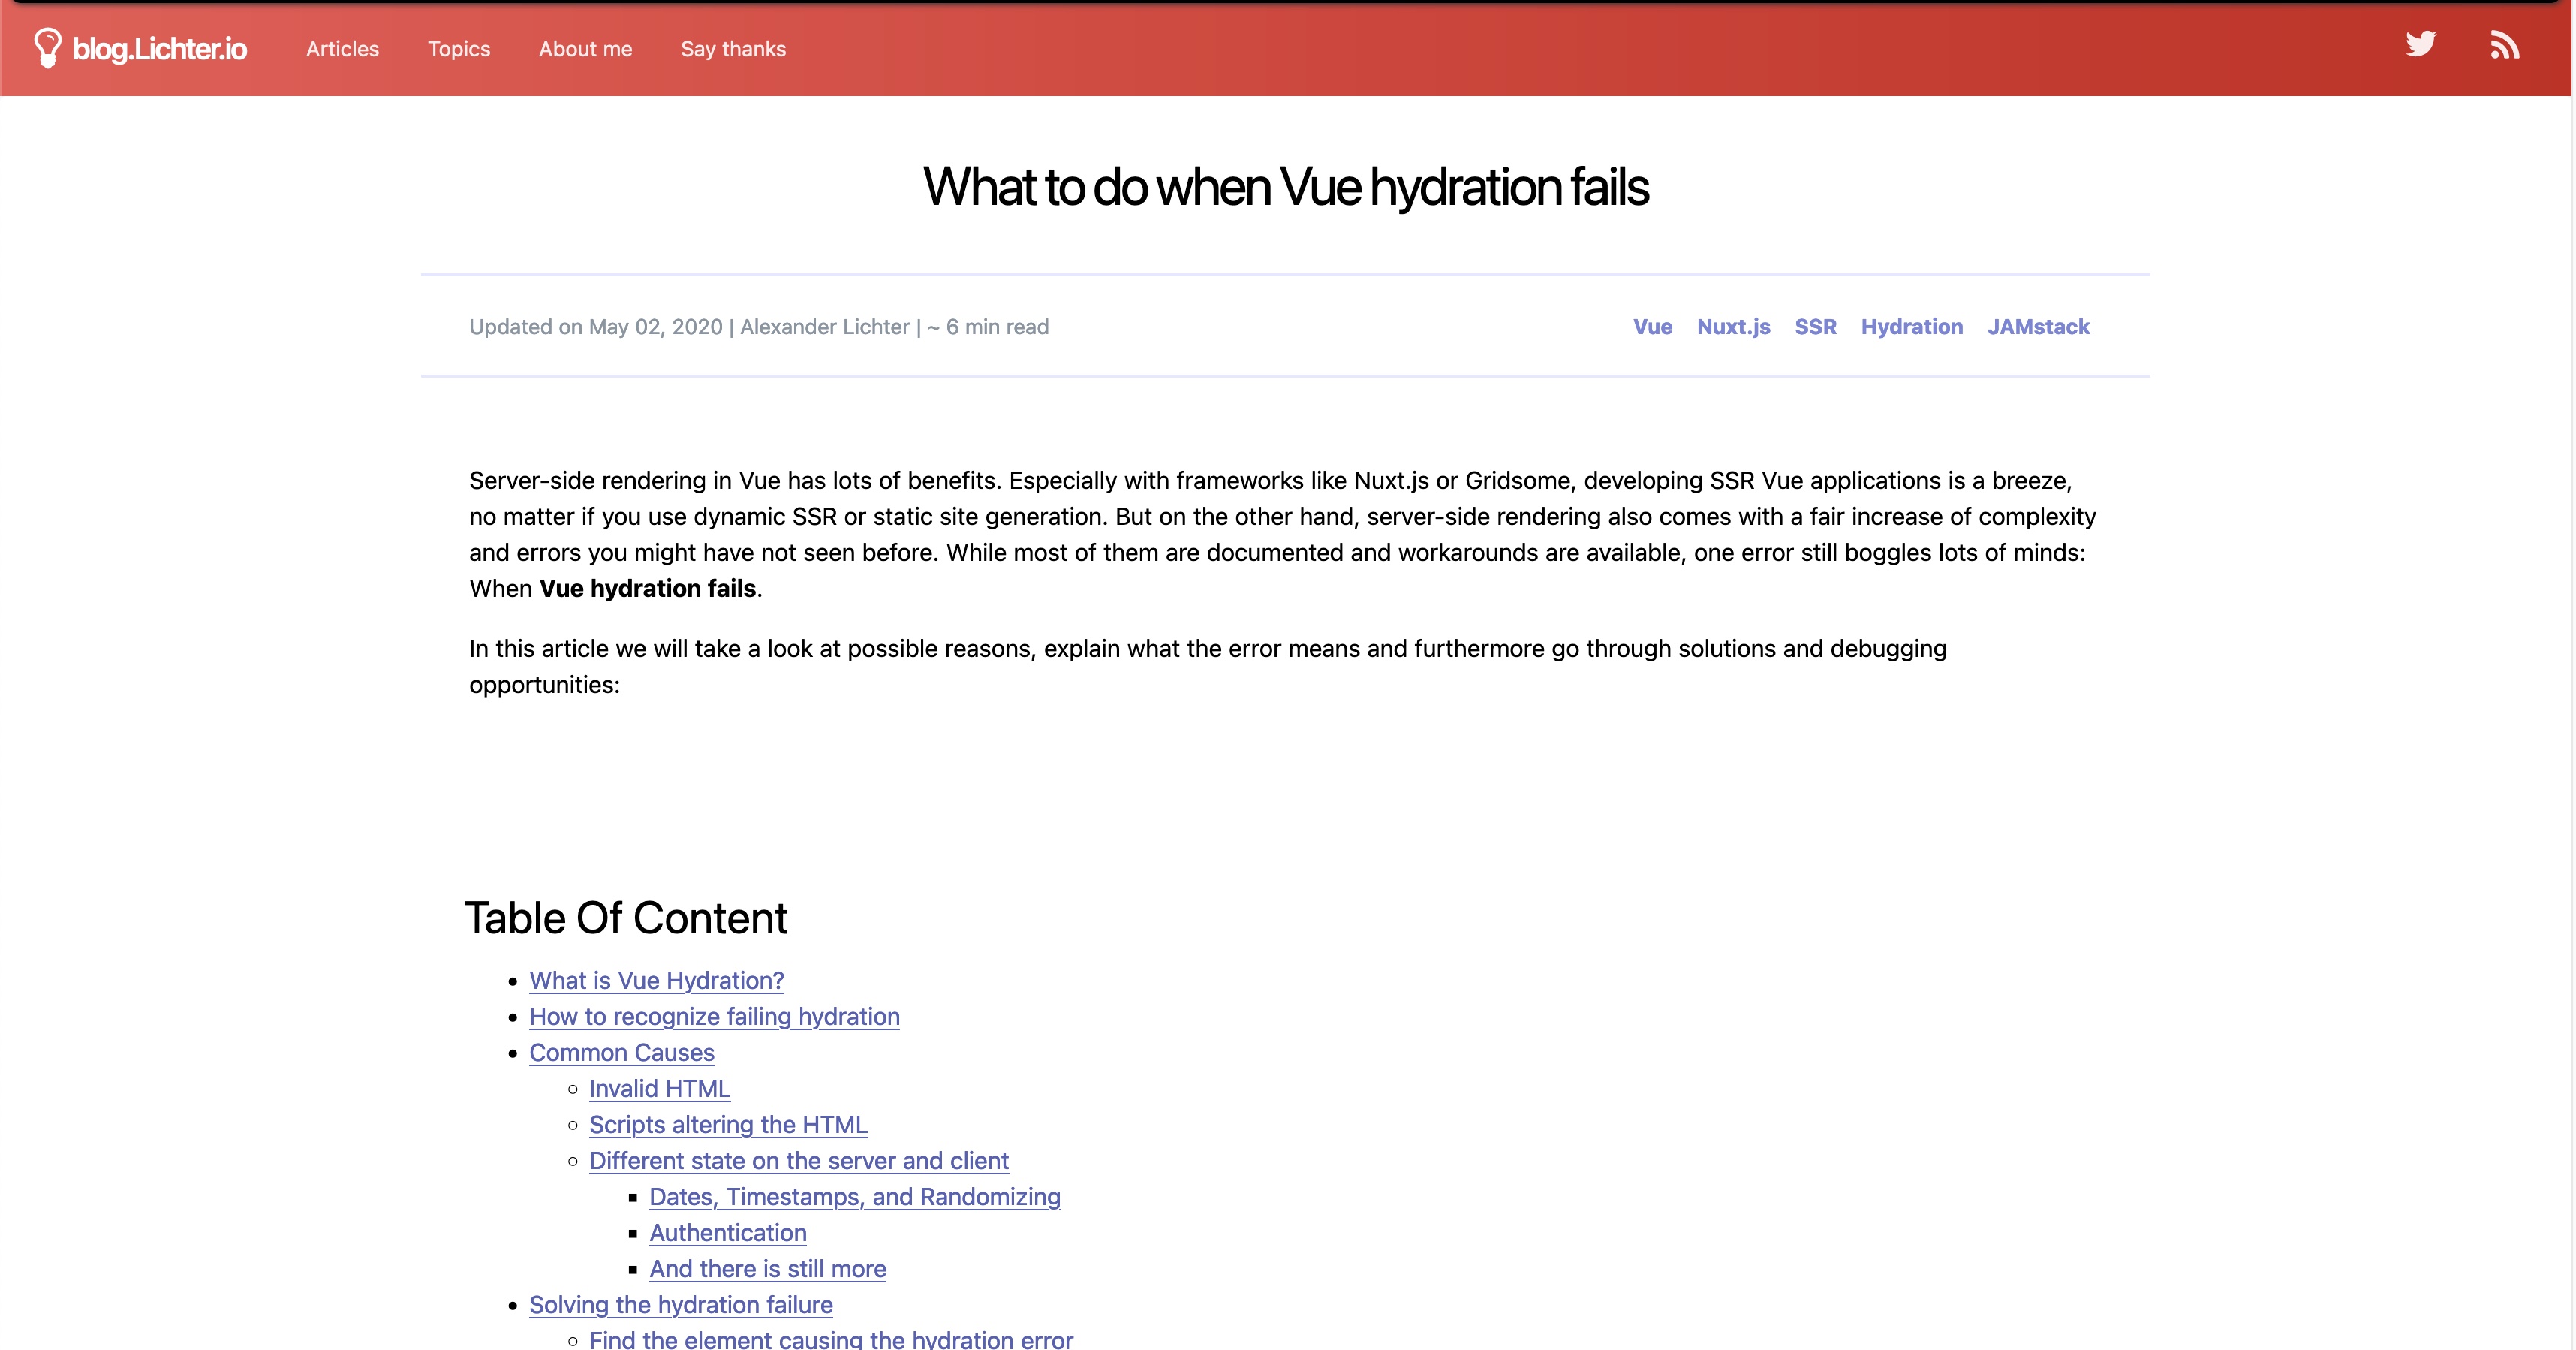 blog.Lichter.io
Articles
Topics
About me
Say thanks
What to do when Vue hydration fails
Updated on May 02, 2020 | Alexander Lichter | ~ 6 min read
Vue Nuxt.js SSR Hydration JAMstack
Server-side rendering in Vue has lots of benefits. Especially with frameworks like Nuxt.js or Gridsome, developing SSR Vue applications is a breeze,
no matter if you use dynamic SSR or static site generation. But on the other hand, server-side rendering also comes with a fair increase of complexity
and errors you might have not seen before. While most of them are documented and workarounds are available, one error still boggles lots of minds:
When Vue hydration fails.
In this article we will take a look at possible reasons, explain what the error means and furthermore go through solutions and debugging
opportunities:
Table Of Content
What is Vue Hydration?
How to recognize failing hydration
Common Causes
Invalid HTML
Scripts altering the HTML
Different state on the server and client
Dates, Timestamps, and Randomizing
Authentication
And there is still more
Solving the hydration failure
Find the element causing the hydration error